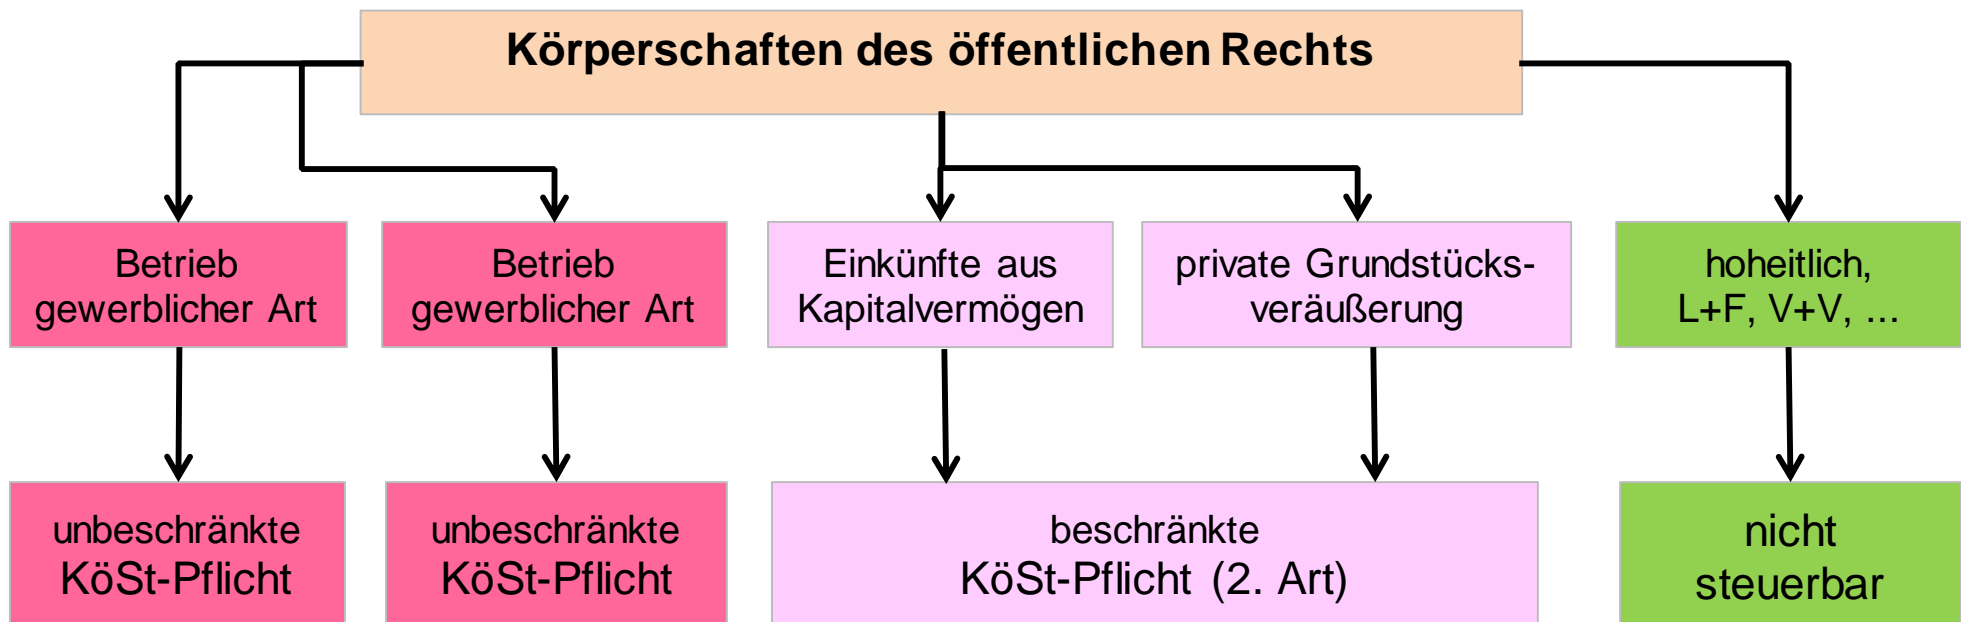 Körperschaften des öffentlichen Rechts
Betrieb
gewerblicher Art
Betrieb
gewerblicher Art
Einkünfte aus
Kapitalvermögen
private Grundstücks-
veräußerung
hoheitlich,
L+F, V+V, ...
unbeschränkte
KöSt-Pflicht
unbeschränkte
KöSt-Pflicht
beschränkte
KöSt-Pflicht (2. Art)
nicht
steuerbar